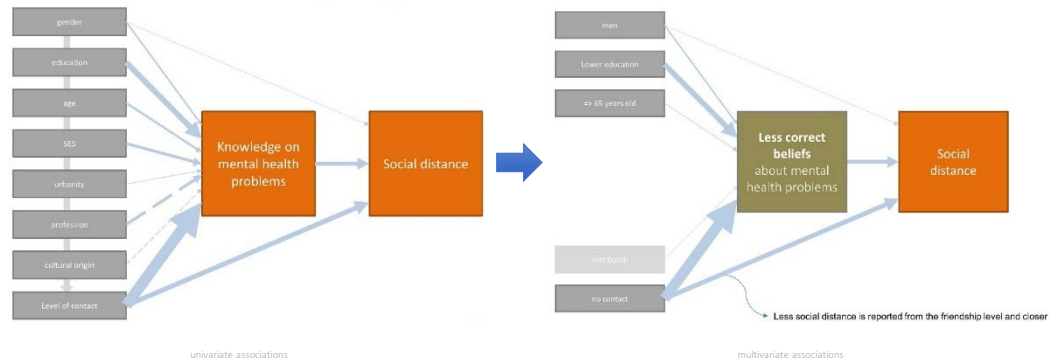 gender
education
age
SES
urbanity
profession
cultural origin
Level of contact
Knowledge on
mental health
problems
Social distance
univariate associations
men
Lower education
=> 65 years old
niet Dutch
no contact
Less correct
beliefs
about mental
health problems
Social
distance
Less social distance is reported from the friendship level and closer
multivariate associations